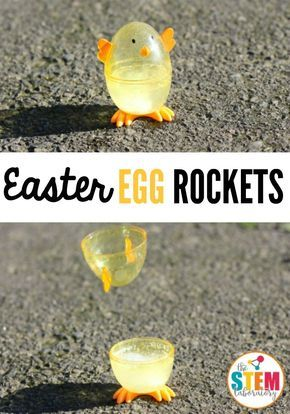 Easter EGG ROCKETS
the
STEM
laboratory